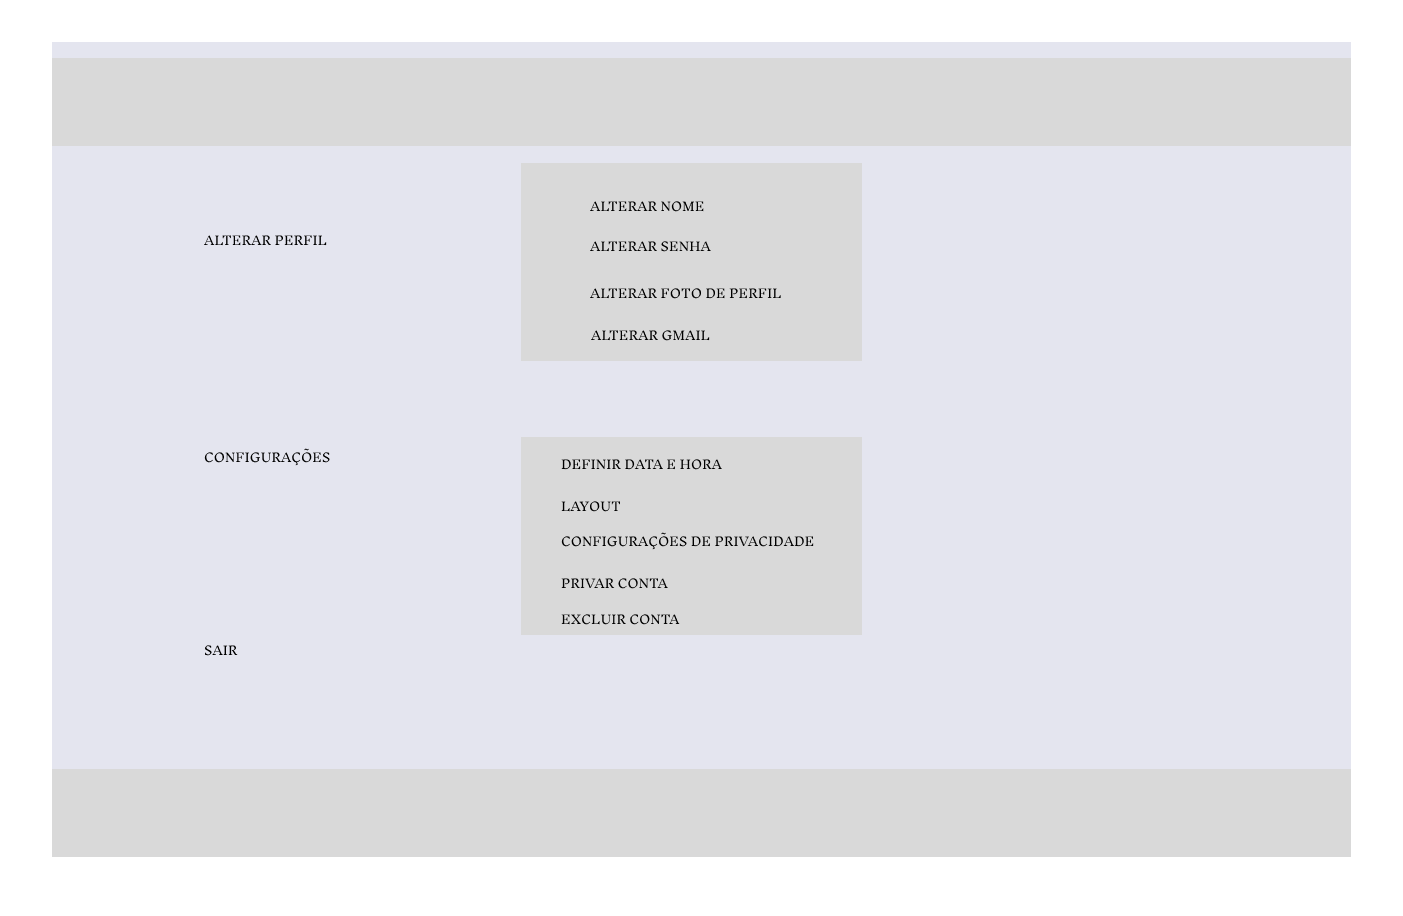 ALTERAR PERFIL
ALTERAR NOME
ALTERAR SENHA
ALTERAR FOTO DE PERFIL
ALTERAR GMAIL
CONFIGURAÇÕES
DEFINIR DATA E HORA
LAYOUT
CONFIGURAÇÕES DE PRIVACIDADE
PRIVAR CONTA
EXCLUIR CONTA
SAIR